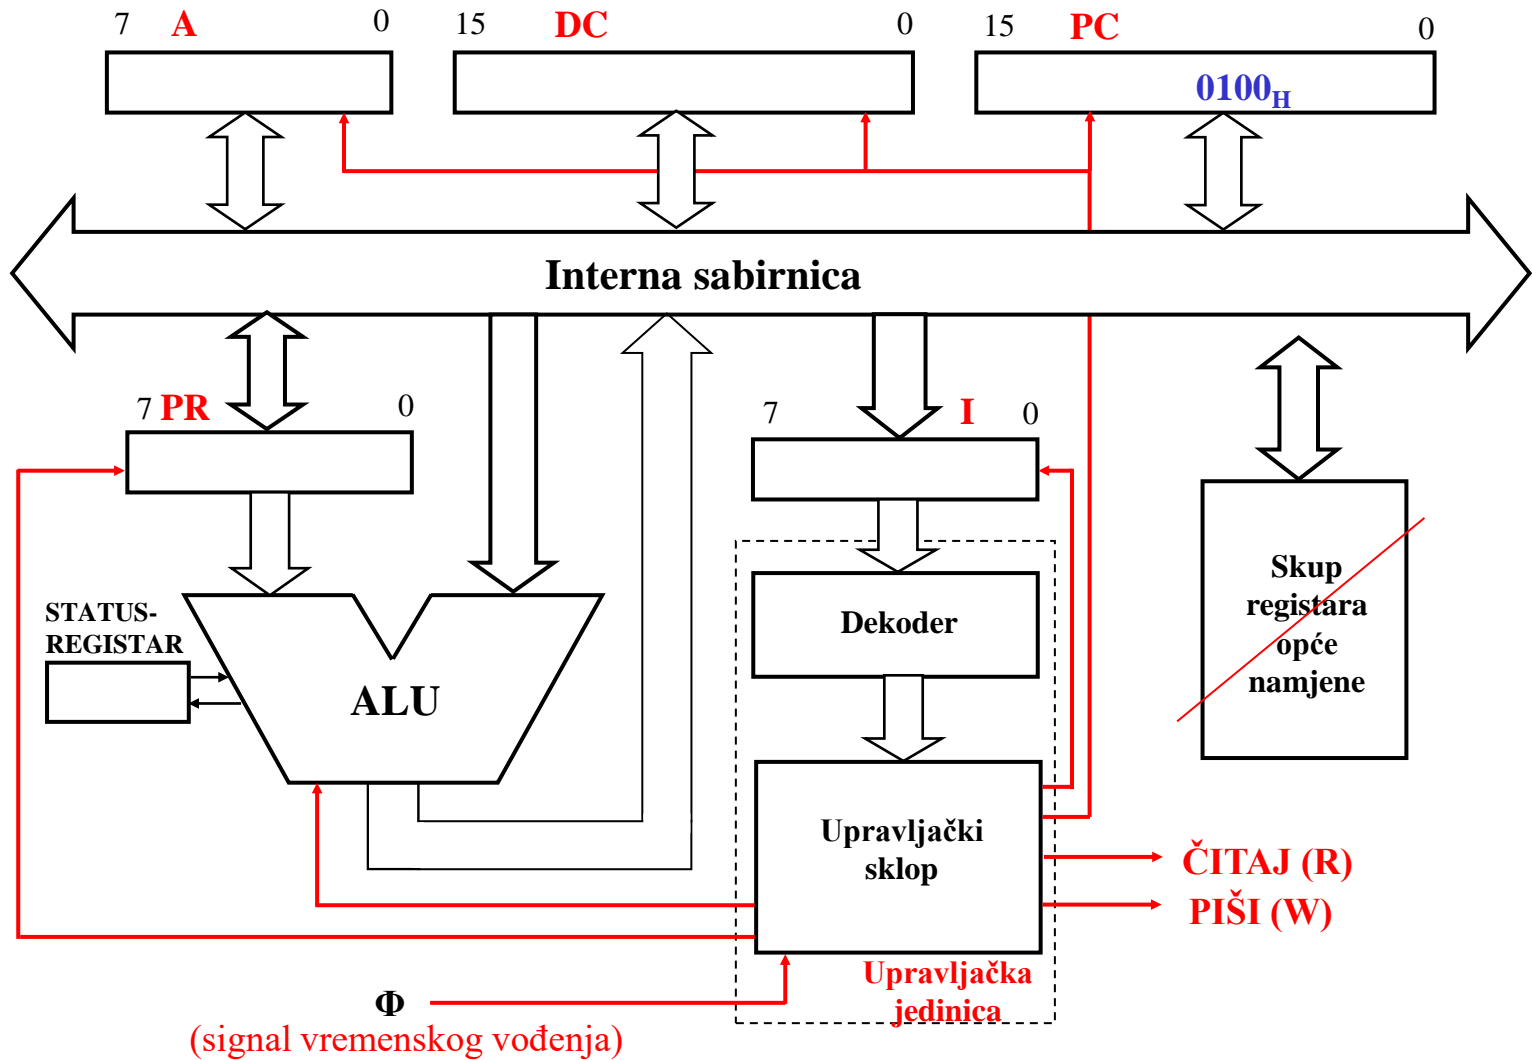 7 A 0
15 DC 0
15 PC 0
0100H
Interna sabirnica
7 PR 0
7 I 0
STATUS-
REGISTAR
ALU
Dekoder
Skup
registara
opće
namjene
Upravljački
sklop
ČITAJ (R)
PIŠI (W)
Upravljačka
jedinica
Φ
(signal vremenskog vođenja)